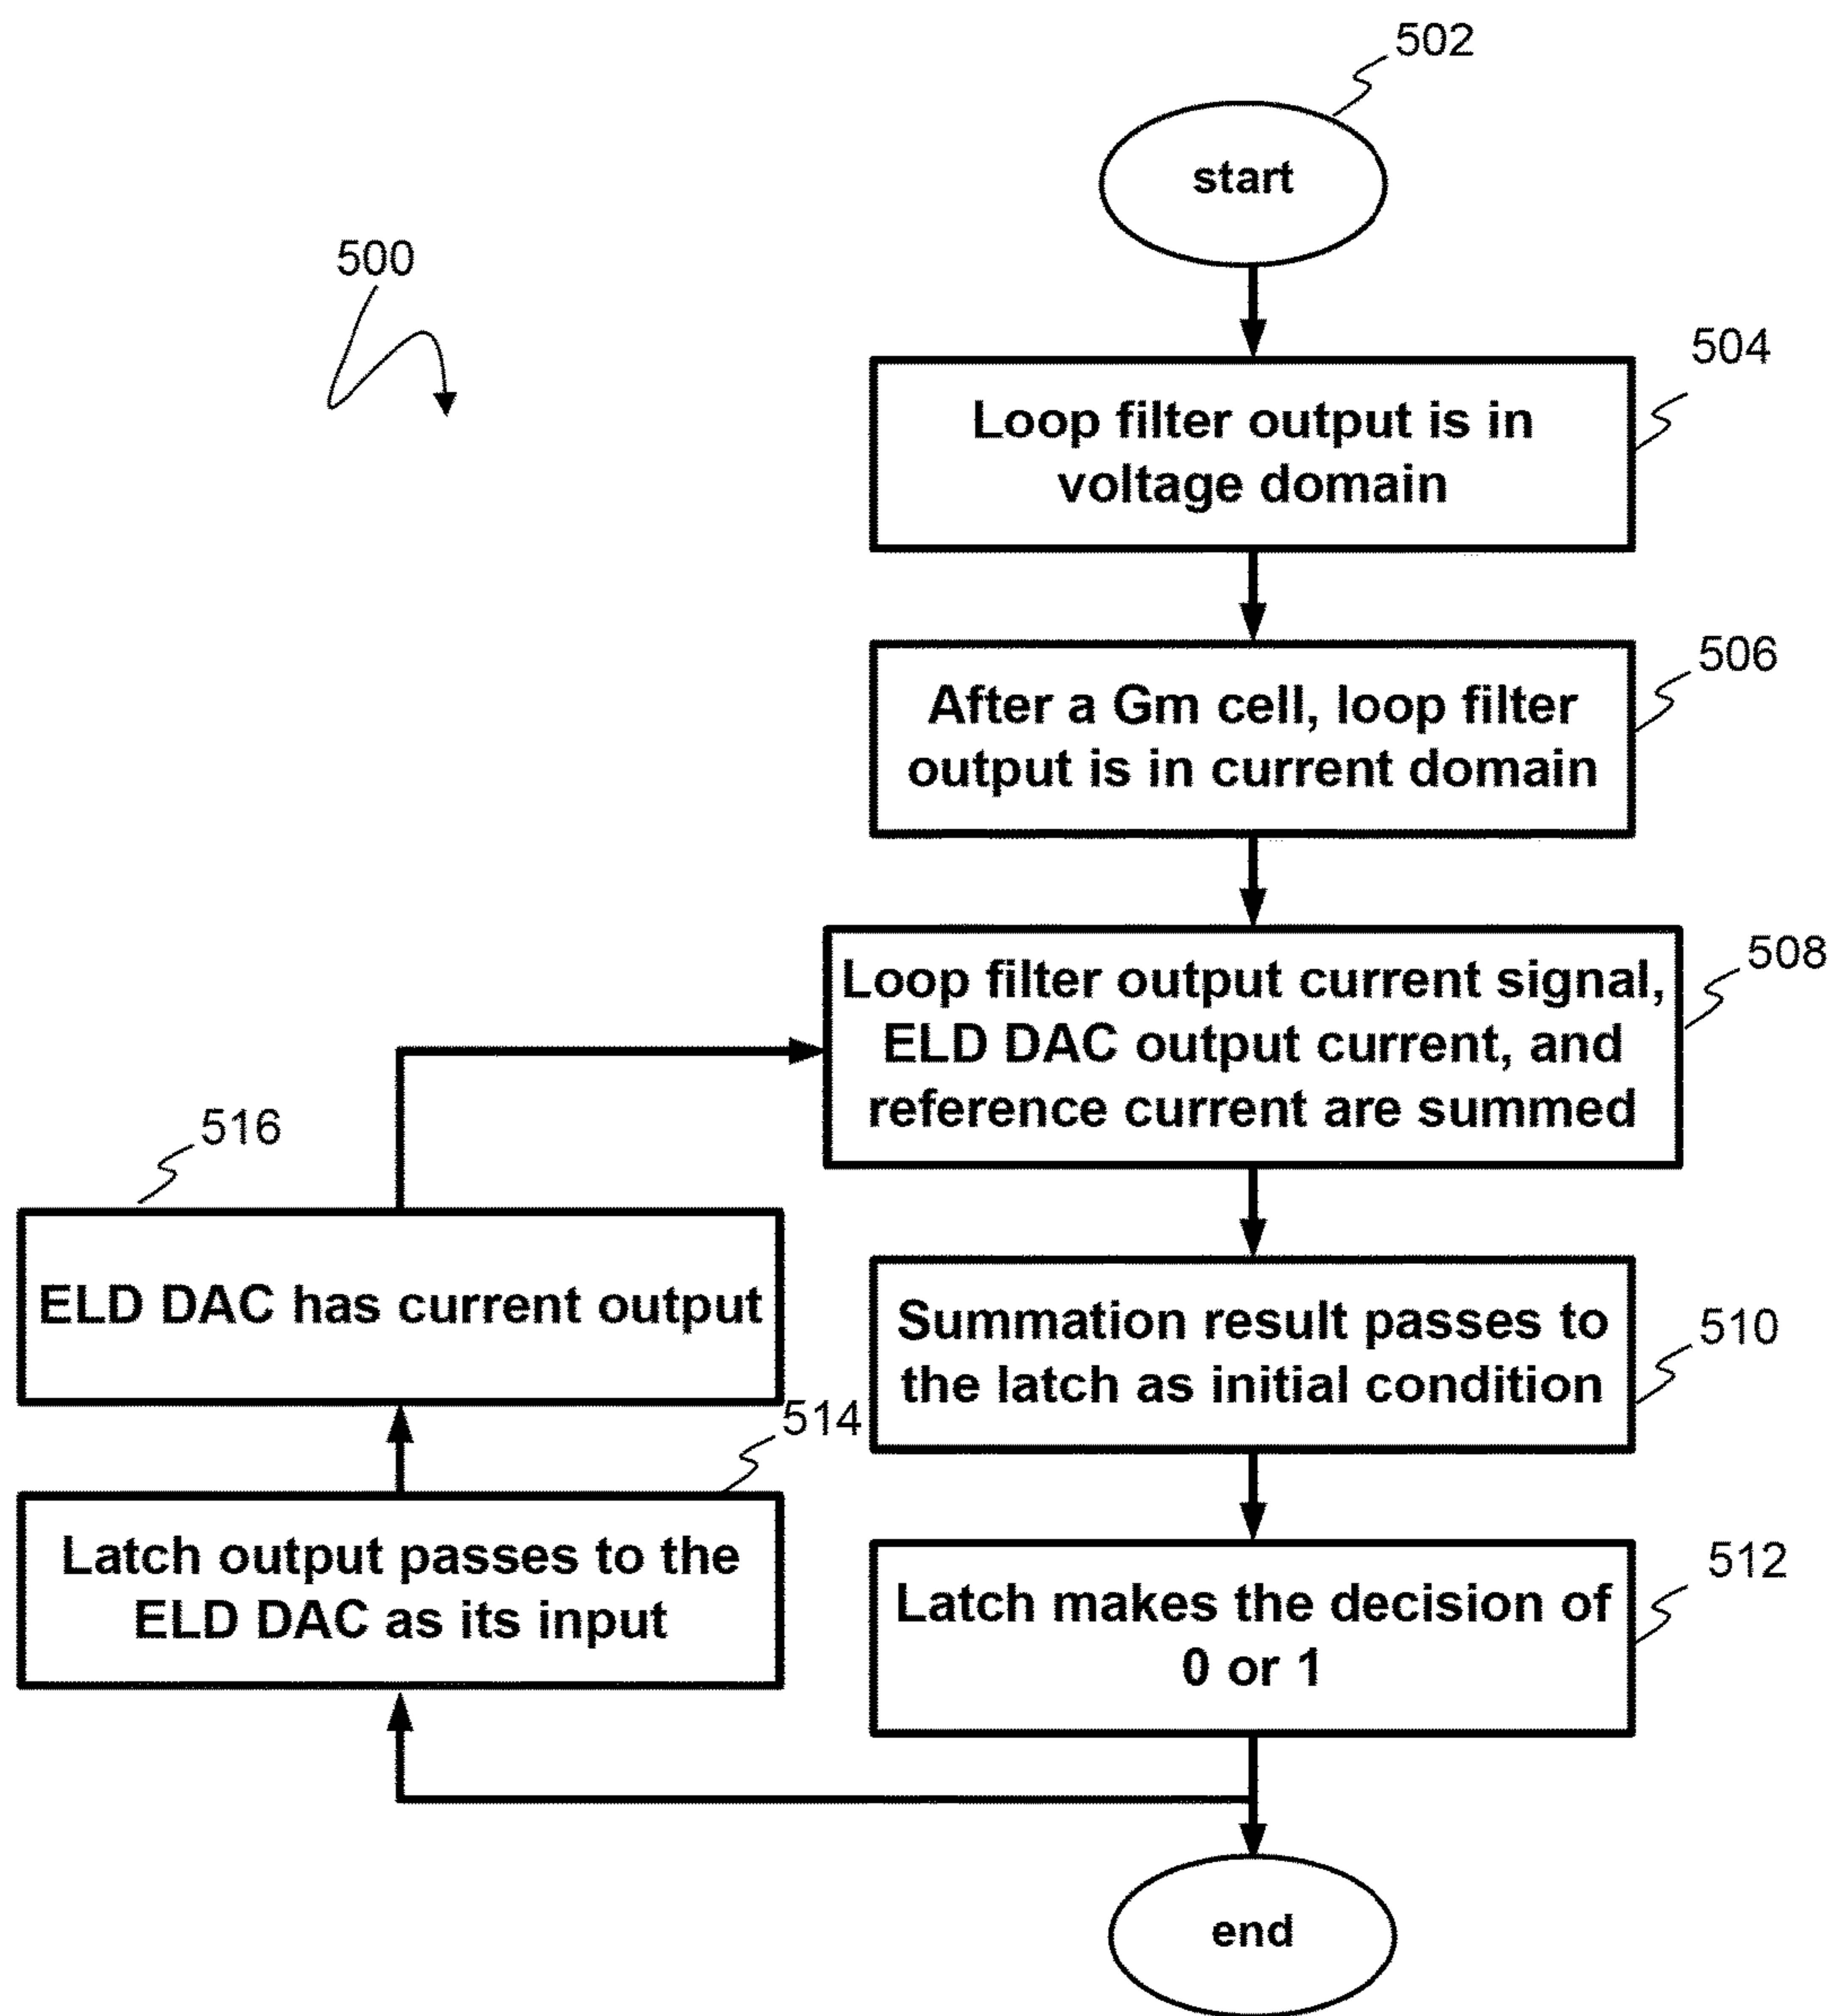 502
start
500
504
Loop filter output is in
voltage domain
506
After a Gm cell, loop filter
output is in current domain
508
Loop filter output current signal,
ELD DAC output current, and
reference current are summed
516
ELD DAC has current output
510
Summation result passes to
the latch as initial condition
514
Latch output passes to the
ELD DAC as its input
512
Latch makes the decision of
0 or 1
end